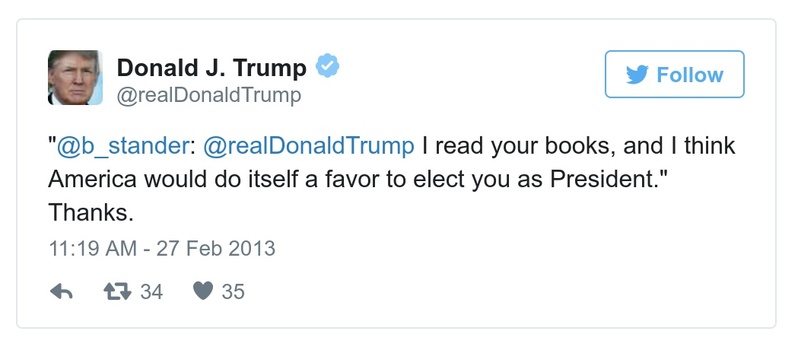 Donald J. Trump
@realDonaldTrump
Follow
"@b_stander: @realDonaldTrump I read your books, and I think
America would do itself a favor to elect you as President."
Thanks.
11:19 AM - 27 Feb 2013
34 35